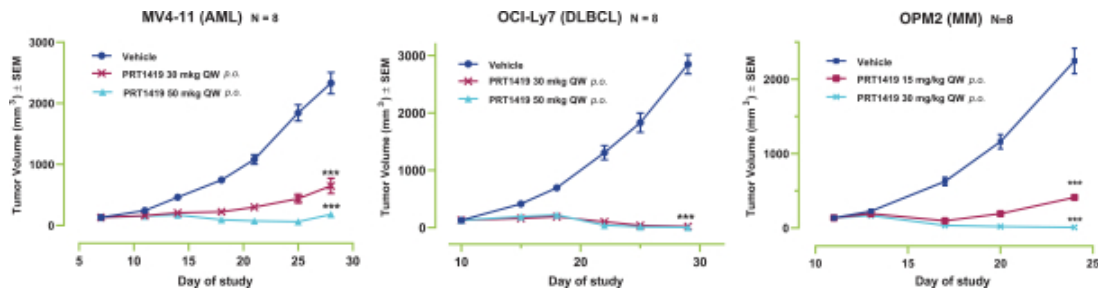 MV4-11 (AML) N = 8
Tumor Volume (mm³) ± SEM
3000
2000
1000
0
Vehicle
PRT1419 30 mkg QW p.o.
PRT1419 50 mkg QW p.o.
***
***
5 10 15 20 25 30
Day of study
OCI-Ly7 (DLBCL) N = 8
Tumor Volume (mm³) ± SEM
3000
2000
1000
0
Vehicle
PRT1419 30 mkg QW p.o.
PRT1419 50 mkg QW p.o.
***
10 20 30
Day of study
OPM2 (MM) N=8
Tumor Volume (mm³) ± SEM
2000
1000
0
Vehicle
PRT1419 15 mg/kg QW p.o.
PRT1419 30 mg/kg QW p.o.
***
***
10 15 20 25
Day of study